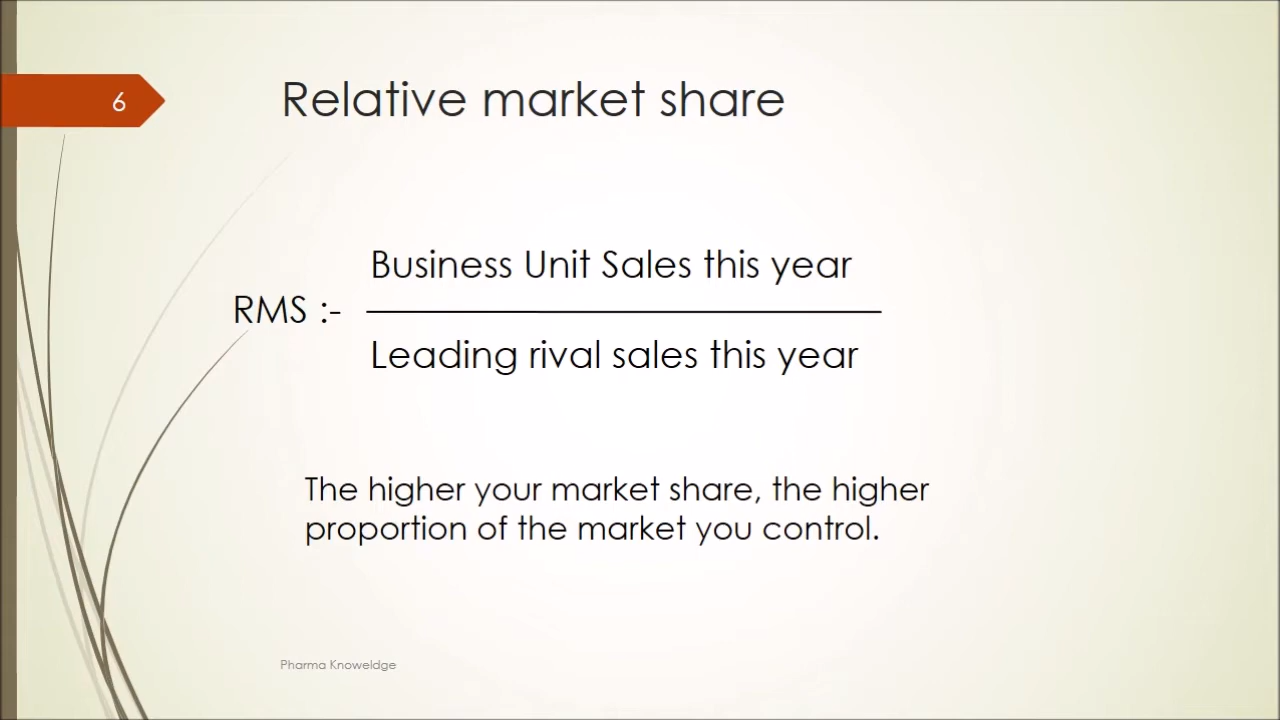 6
Relative market share
Business Unit Sales this year
RMS :-
Leading rival sales this year
The higher your market share, the higher
proportion of the market you control.
Pharma Knoweldge